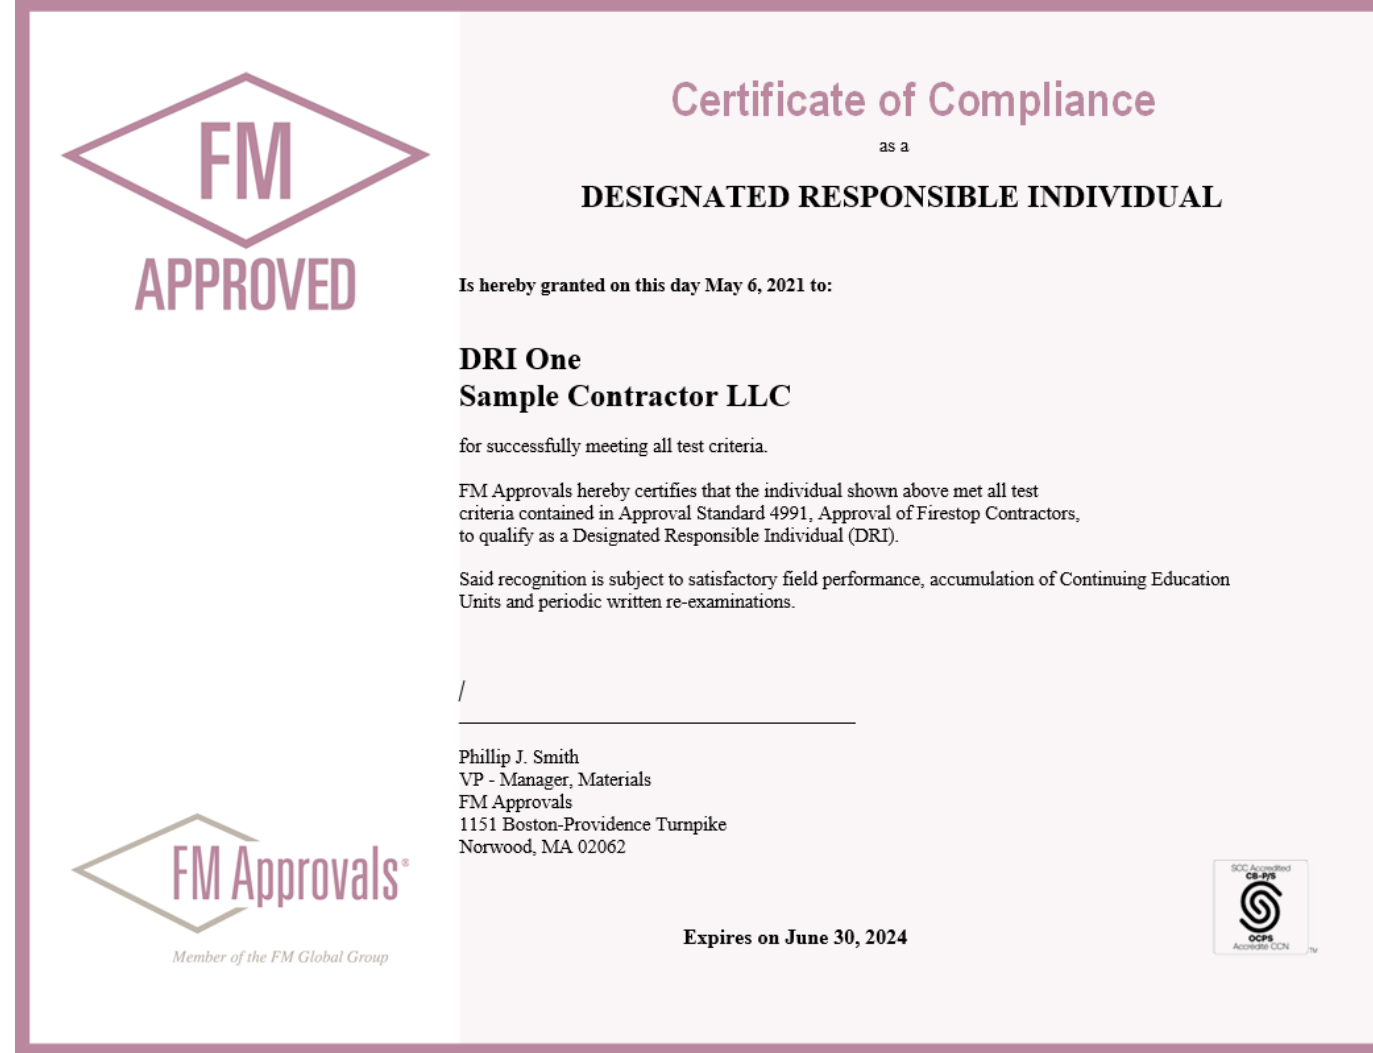 FM
APPROVED
Certificate of Compliance
as a
DESIGNATED RESPONSIBLE INDIVIDUAL
Is hereby granted on this day May 6, 2021 to:
DRI One
Sample Contractor LLC
for successfully meeting all test criteria.
FM Approvals hereby certifies that the individual shown above met all test
criteria contained in Approval Standard 4991, Approval of Firestop Contractors,
to qualify as a Designated Responsible Individual (DRI).
Said recognition is subject to satisfactory field performance, accumulation of Continuing Education
Units and periodic written re-examinations.
/
Phillip J. Smith
VP - Manager, Materials
FM Approvals
1151 Boston-Providence Turnpike
Norwood, MA 02062
FM Approvals®
Member of the FM Global Group
Expires on June 30, 2024
SCC Accredited
CB-P/S
OCPS
Accrédité CCN
TM